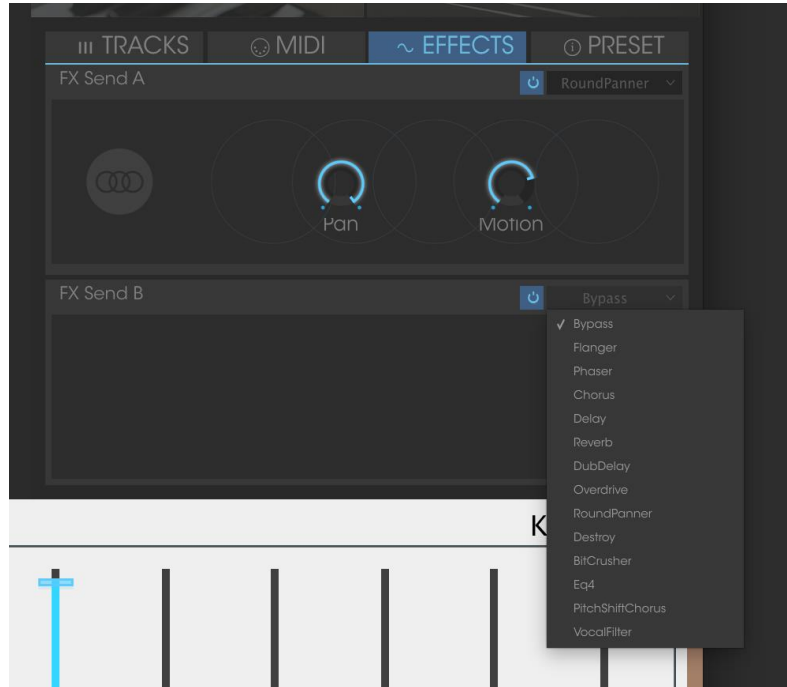 TRACKS
MIDI
EFFECTS
PRESET
FX Send A
RoundPanner
Pan
Motion
FX Send B
Bypass
✓ Bypass
Flanger
Phaser
Chorus
Delay
Reverb
DubDelay
Overdrive
RoundPanner
Destroy
BitCrusher
Eq4
PitchShiftChorus
VocalFilter
K